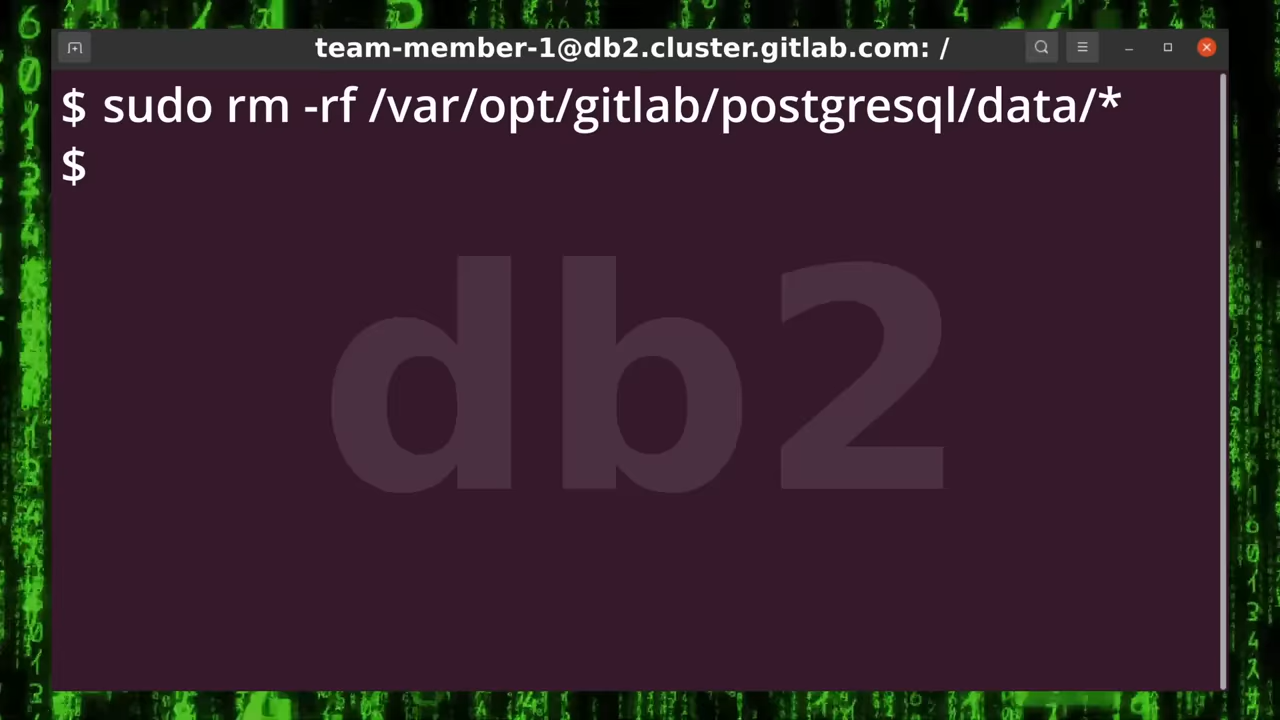 team-member-1@db2.cluster.gitlab.com: /
$ sudo rm -rf /var/opt/gitlab/postgresql/data/*
$
db2